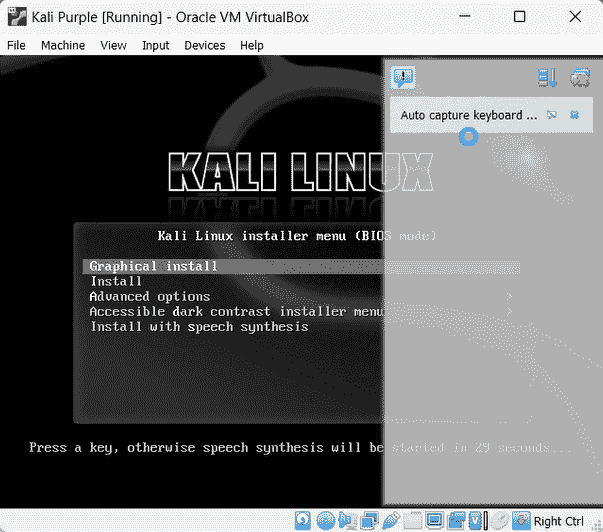 Kali Purple [Running] - Oracle VM VirtualBox
File Machine View Input Devices Help
Auto capture keyboard ...
KALI LINUX
Kali Linux installer menu (BIOS mode)
Graphical install
Install
Advanced options >
Accessible dark contrast installer menu >
Install with speech synthesis
Press a key, otherwise speech synthesis will be started in 29 seconds...
Right Ctrl